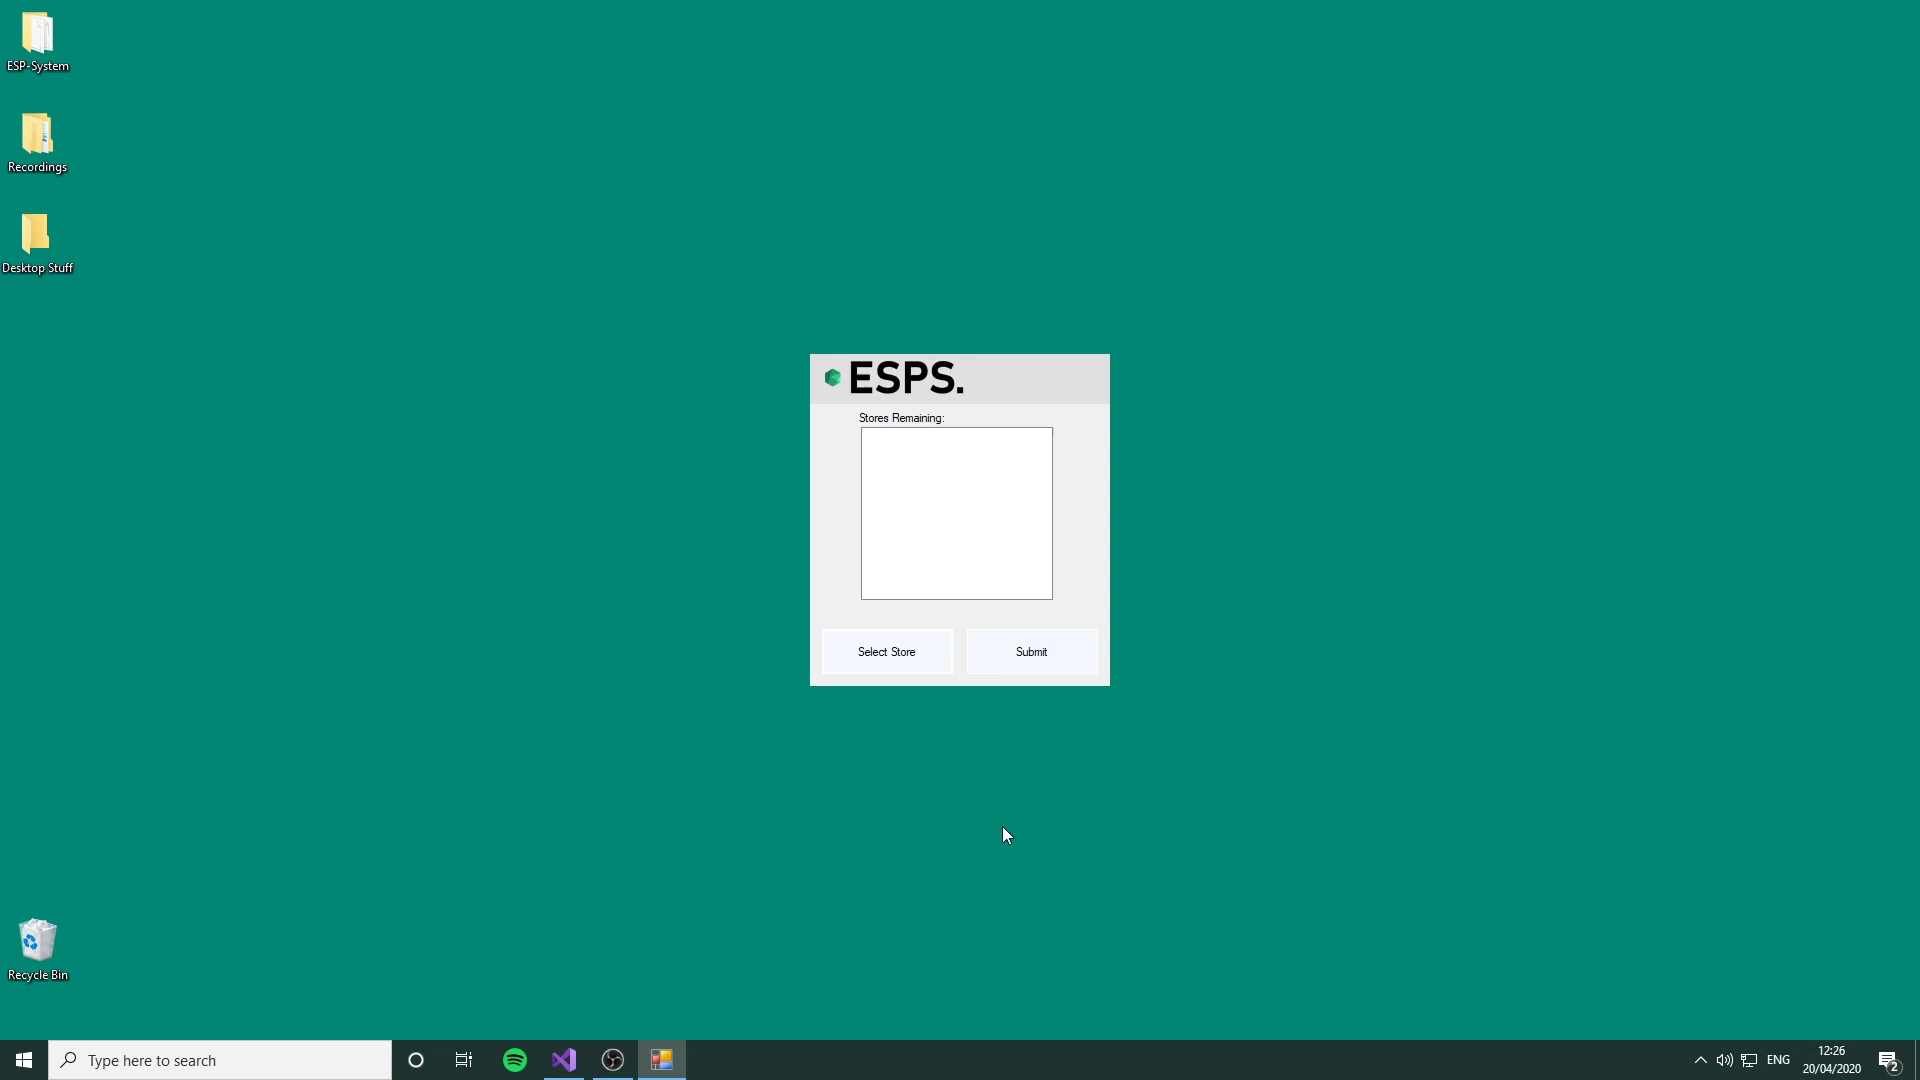 ESP-System
Recordings
Desktop Stuff
ESPS.
Stores Remaining:
Select Store
Submit
Recycle Bin
Type here to search
ENG
12:26
20/04/2020
2